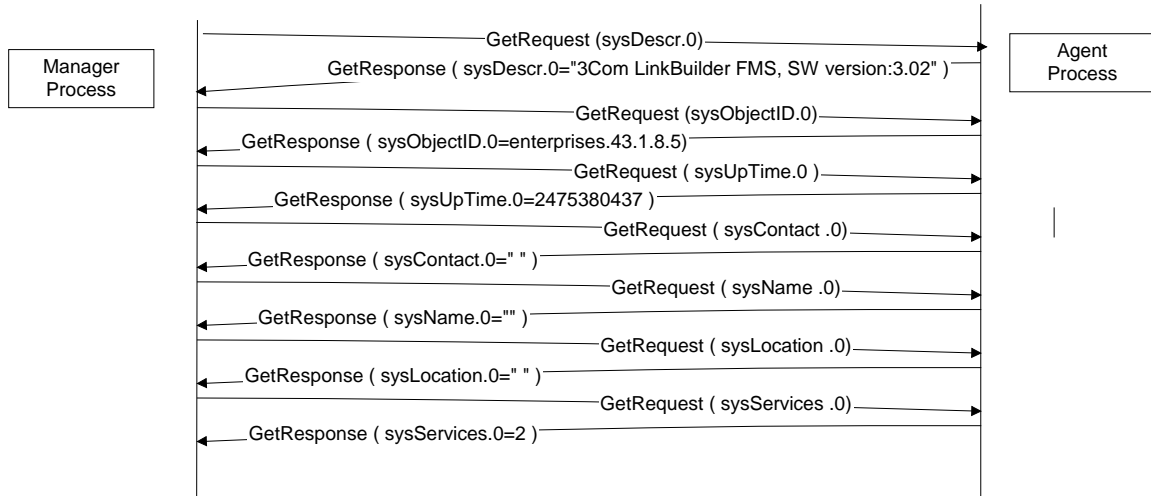 GetRequest (sysDescr.0)
Manager
Process
Agent
Process
GetResponse ( sysDescr.0="3Com LinkBuilder FMS, SW version:3.02" )
GetRequest (sysObjectID.0)
GetResponse ( sysObjectID.0=enterprises.43.1.8.5)
GetRequest ( sysUpTime.0 )
GetResponse ( sysUpTime.0=2475380437 )
GetRequest ( sysContact .0)
GetResponse ( sysContact.0=" " )
GetRequest ( sysName .0)
GetResponse ( sysName.0="" )
GetRequest ( sysLocation .0)
GetResponse ( sysLocation.0=" " )
GetRequest ( sysServices .0)
GetResponse ( sysServices.0=2 )